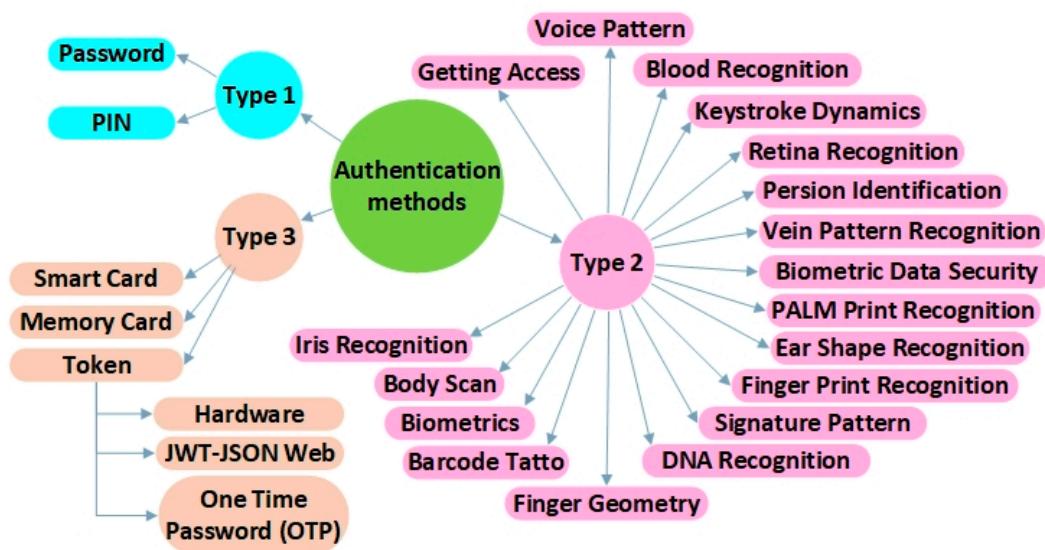 Voice Pattern
Password
Getting Access
Blood Recognition
Type 1
PIN
Keystroke Dynamics
Authentication
methods
Retina Recognition
Persion Identification
Type 3
Vein Pattern Recognition
Type 2
Smart Card
Biometric Data Security
Memory Card
PALM Print Recognition
Iris Recognition
Ear Shape Recognition
Token
Body Scan
Finger Print Recognition
Hardware
Biometrics
Signature Pattern
JWT-JSON Web
Barcode Tatto
DNA Recognition
One Time
Password (OTP)
Finger Geometry